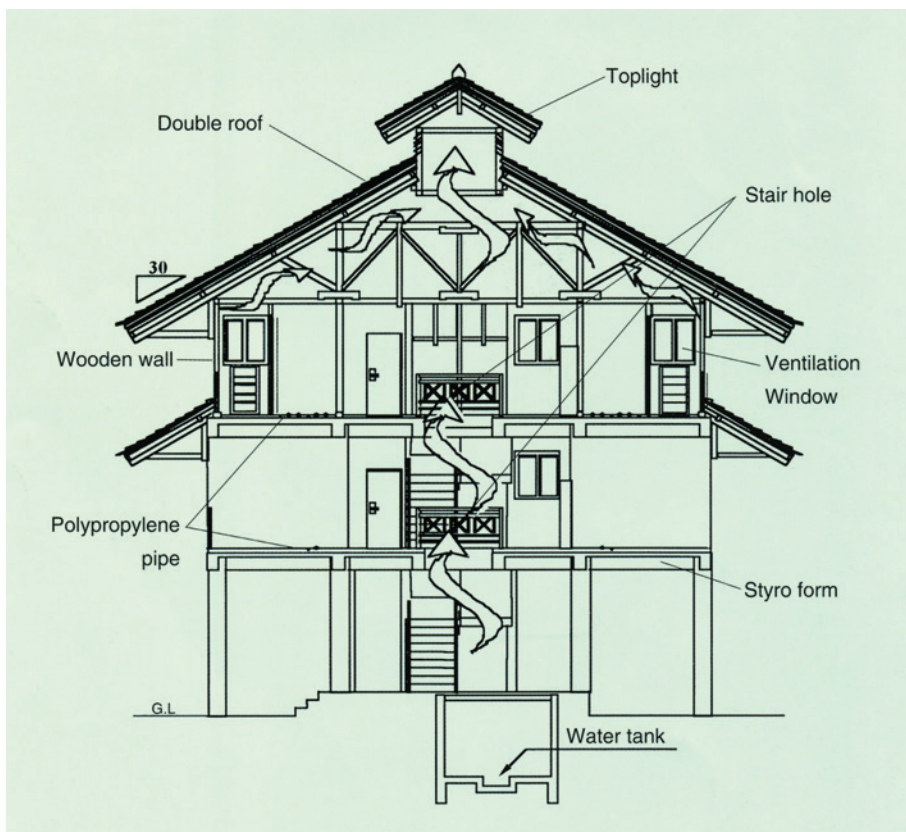 Toplight
Double roof
Stair hole
30
Wooden wall
Ventilation
Window
Polypropylene
pipe
Styro form
G.L
Water tank